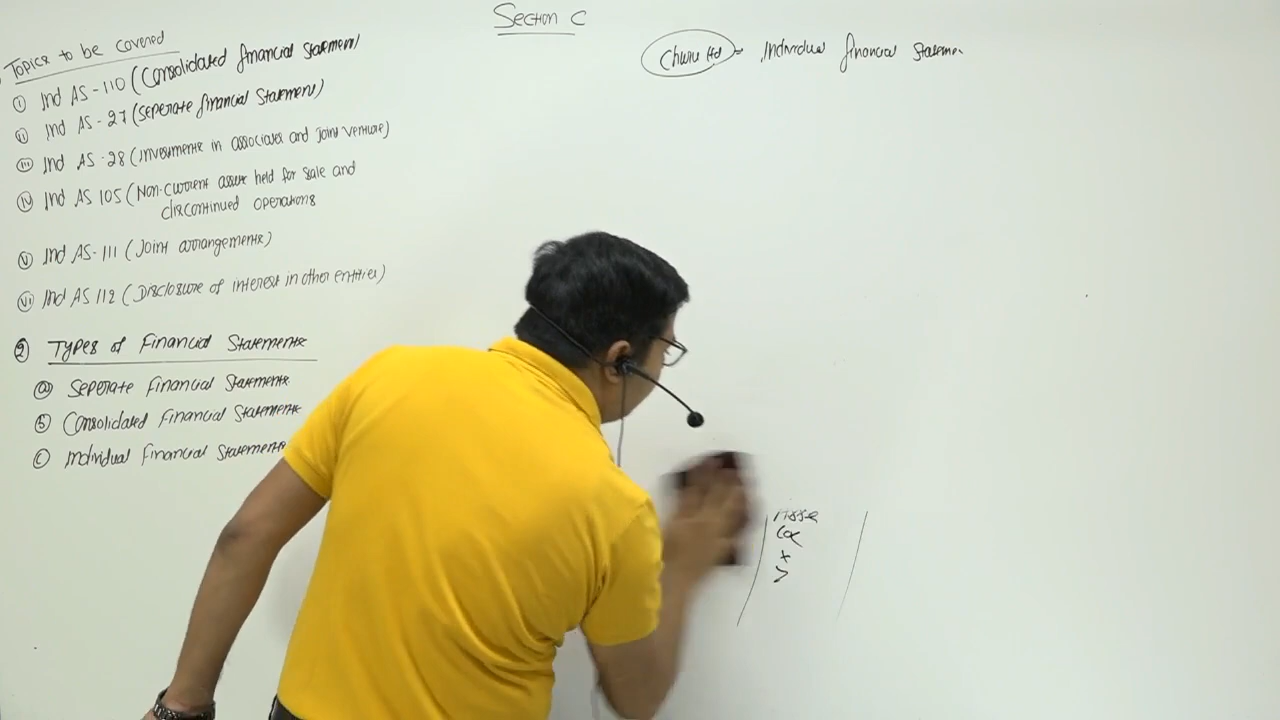 Section C
Topics to be covered
① Ind AS-110 (Consolidated financial statement
ⅱ Ind AS-27 (Seperate financial Statement)
ⅲ Ind AS-28 (Investments in associates and joint venture)
ⅳ Ind AS 105 (Non-current asset held for sale and
discontinued operations
ⅴ Ind AS-111 (Joint arrangements)
ⅵ Ind AS 112 (Disclosure of interest in other entities)
② Types of Financial Statements
ⓐ Seperate Financial Statements
ⓑ Consolidated Financial Statements
ⓒ Individual Financial Statements
Individual financial Stateme